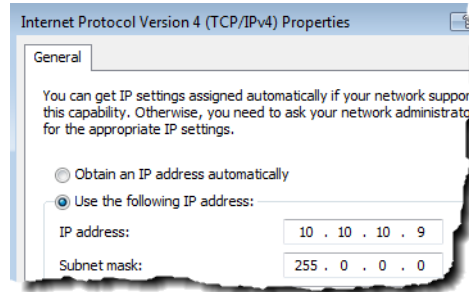 Internet Protocol Version 4 (TCP/IPv4) Properties
General
You can get IP settings assigned automatically if your network
this capability. Otherwise, you need to ask your network
for the appropriate IP settings.
Obtain an IP address automatically
Use the following IP address:
IP address: 10 . 10 . 10 . 9
Subnet mask: 255 . 0 . 0 . 0